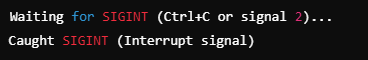 Waiting for SIGINT (Ctrl+C or signal 2)...
Caught SIGINT (Interrupt signal)